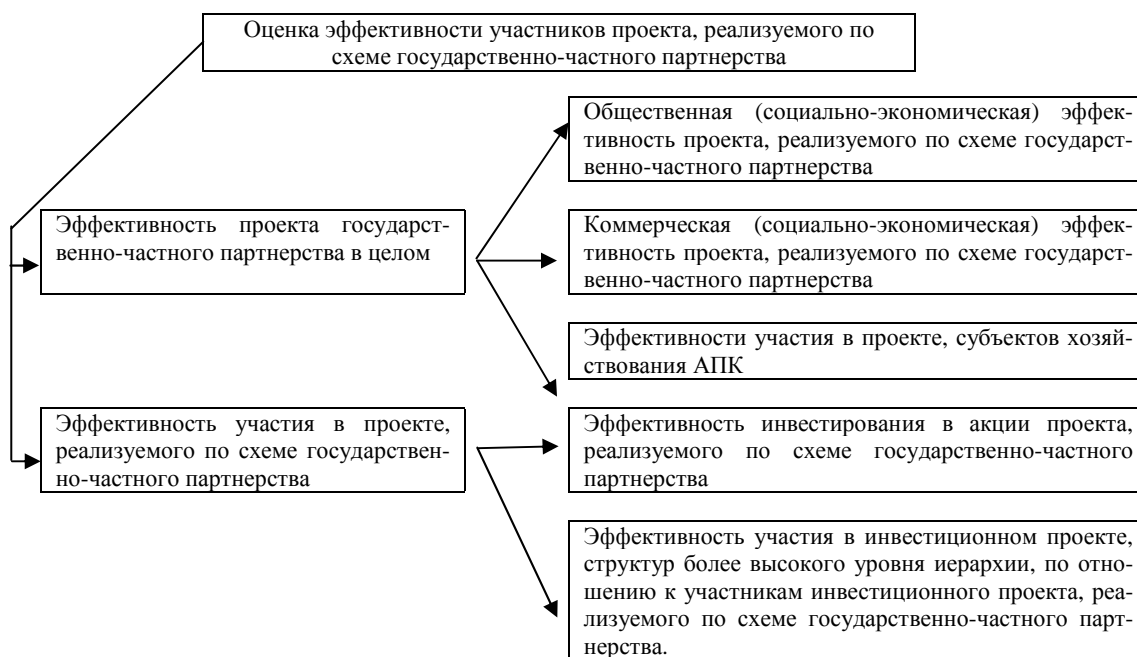 Оценка эффективности участников проекта, реализуемого по
схеме государственно-частного партнерства
Общественная (социально-экономическая) эффек-
тивность проекта, реализуемого по схеме государст-
венно-частного партнерства
Эффективность проекта государст-
венно-частного партнерства в целом
Коммерческая (социально-экономическая) эффек-
тивность проекта, реализуемого по схеме государст-
венно-частного партнерства
Эффективности участия в проекте, субъектов хозяй-
ствования АПК
Эффективность участия в проекте,
реализуемого по схеме государствен-
но-частного партнерства
Эффективность инвестирования в акции проекта,
реализуемого по схеме государственно-частного
партнерства
Эффективность участия в инвестиционном проекте,
структур более высокого уровня иерархии, по отно-
шению к участникам инвестиционного проекта, реа-
лизуемого по схеме государственно-частного парт-
нерства.